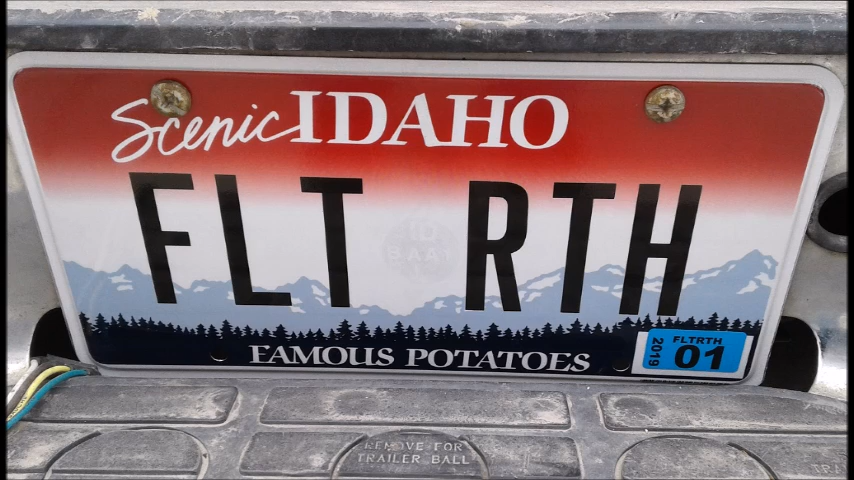 Scenic IDAHO
FLT RTH
FAMOUS POTATOES
2019
FLTRTH
01
REMOVE FOR
TRAILER BALL